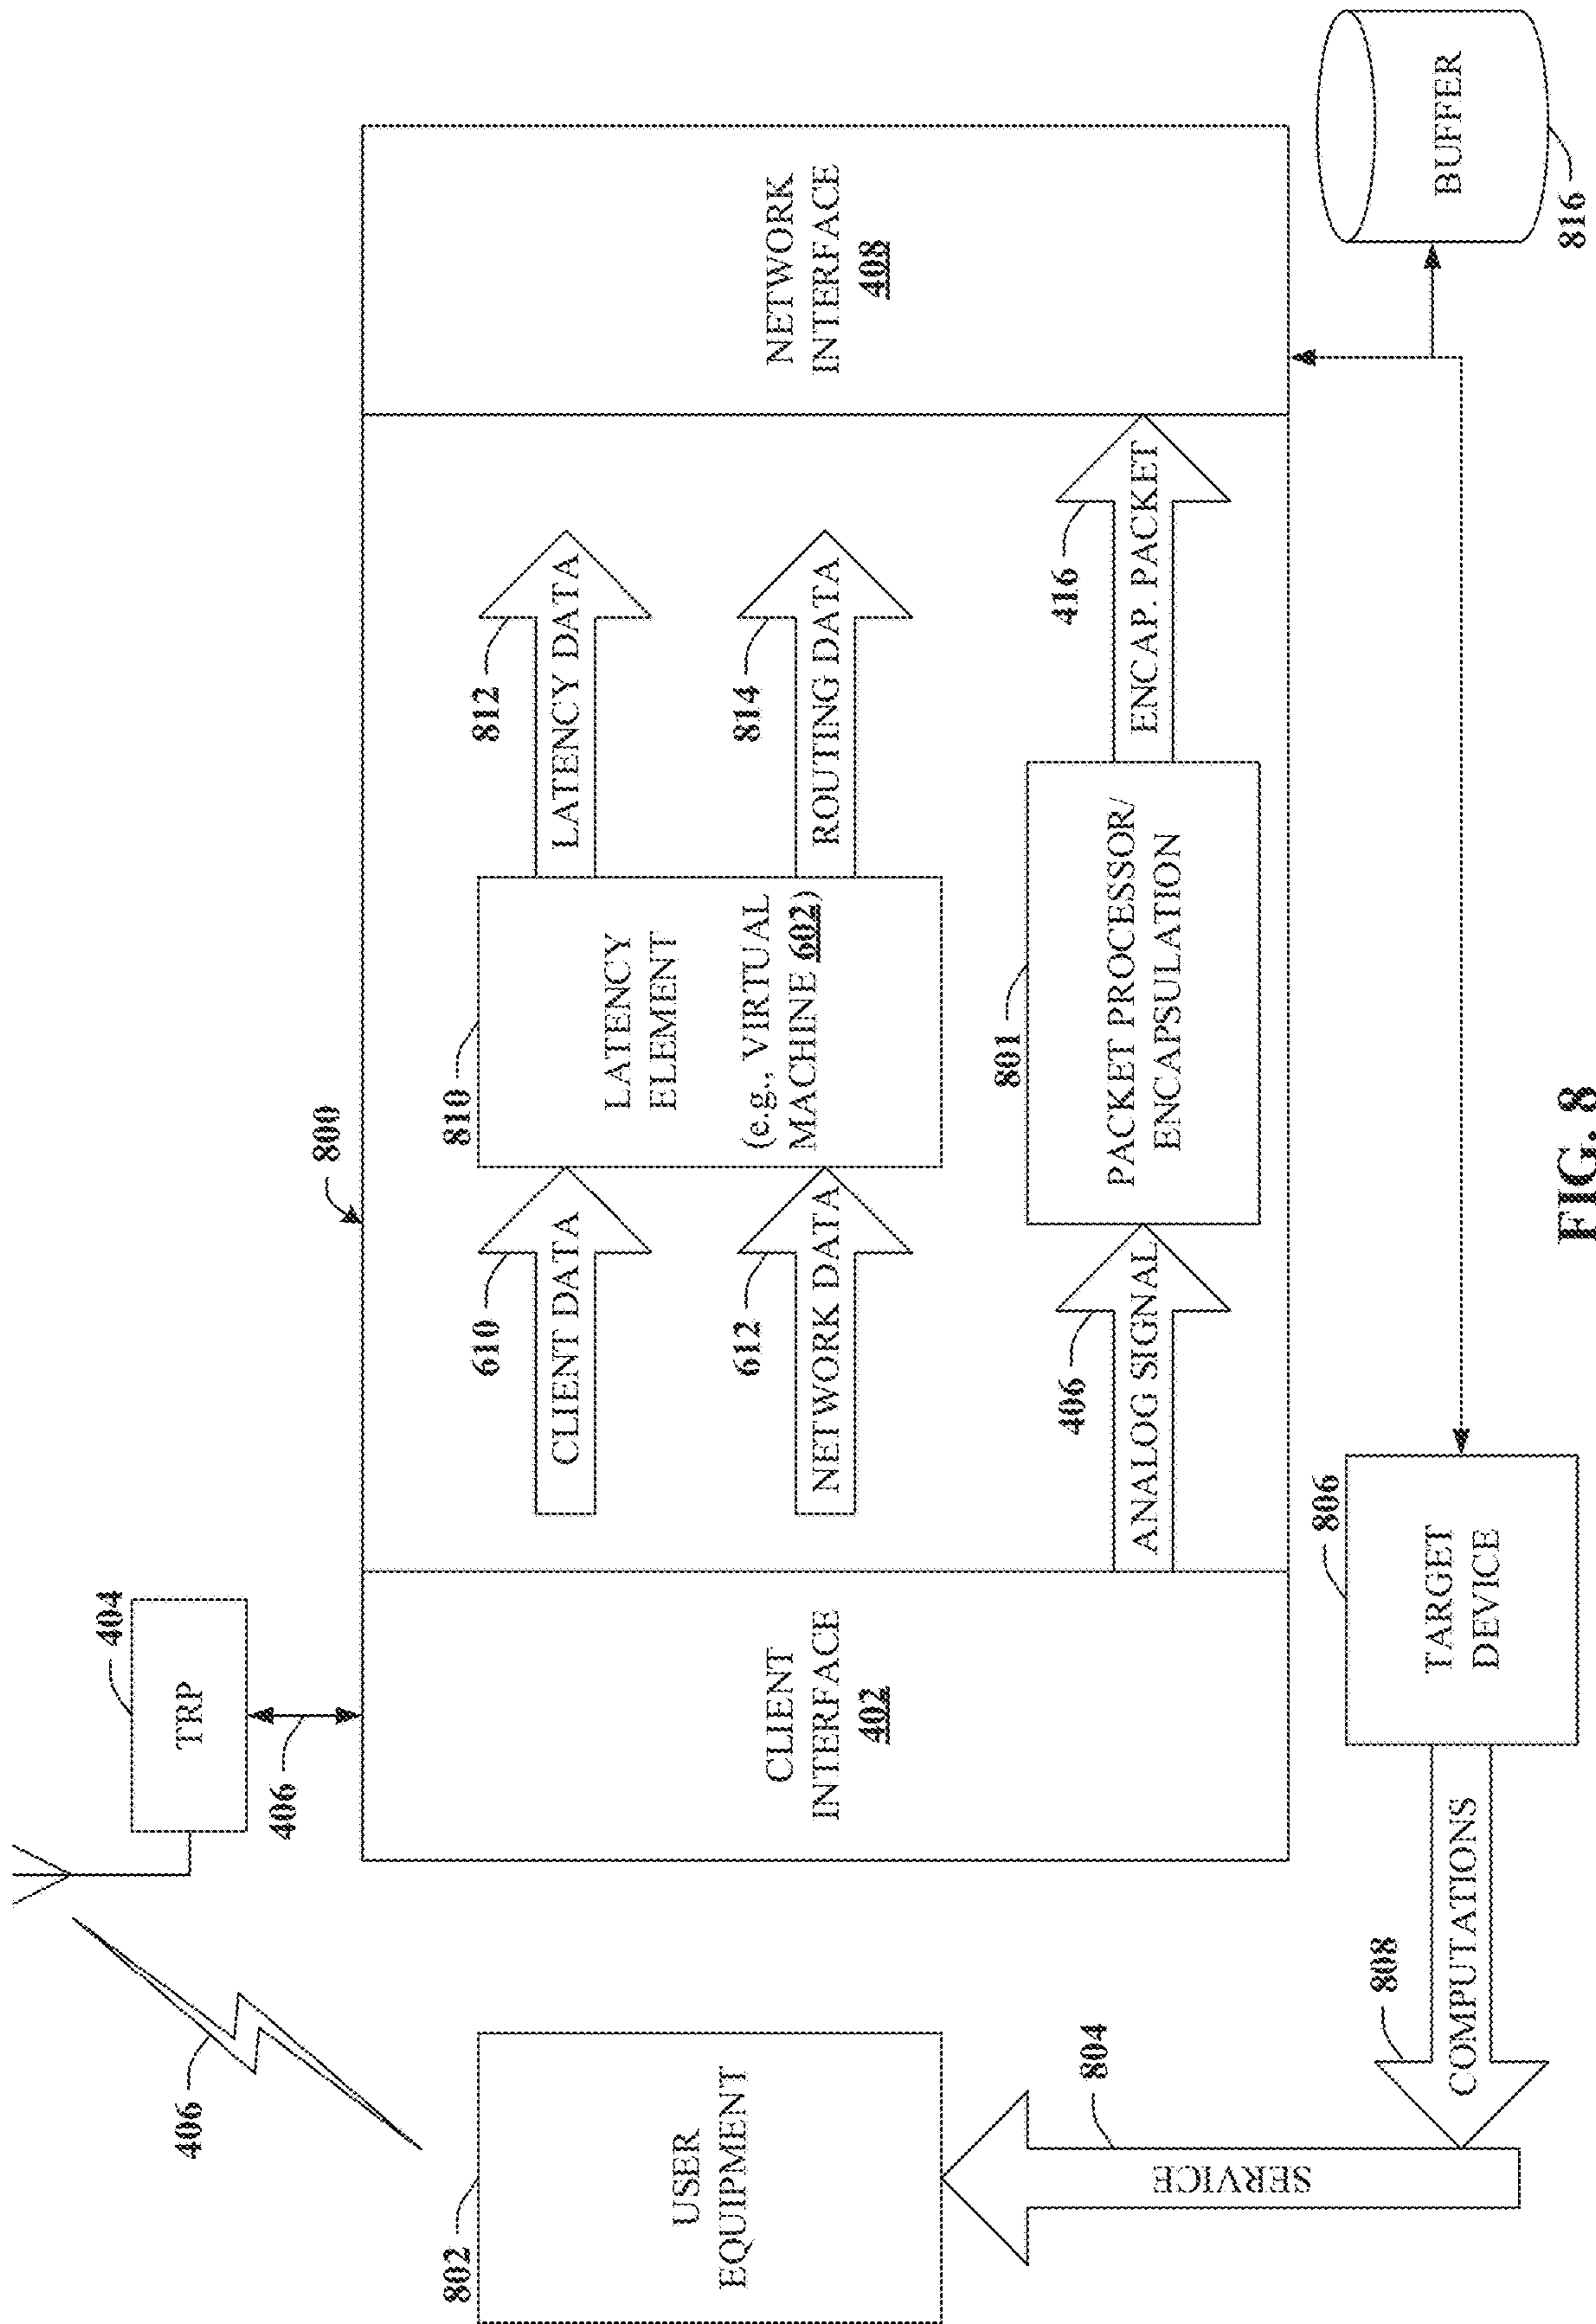 404
TRP
406
406
800
802
USER
EQUIPMENT
804
SERVICE
CLIENT
INTERFACE
402
610
CLIENT DATA
612
NETWORK DATA
406
ANALOG SIGNAL
810
LATENCY
ELEMENT
(e.g., VIRTUAL
MACHINE 602)
801
PACKET PROCESSOR/
ENCAPSULATION
812
LATENCY DATA
814
ROUTING DATA
416
ENCAP. PACKET
NETWORK
INTERFACE
408
808
COMPUTATIONS
806
TARGET
DEVICE
BUFFER
816
FIG. 8